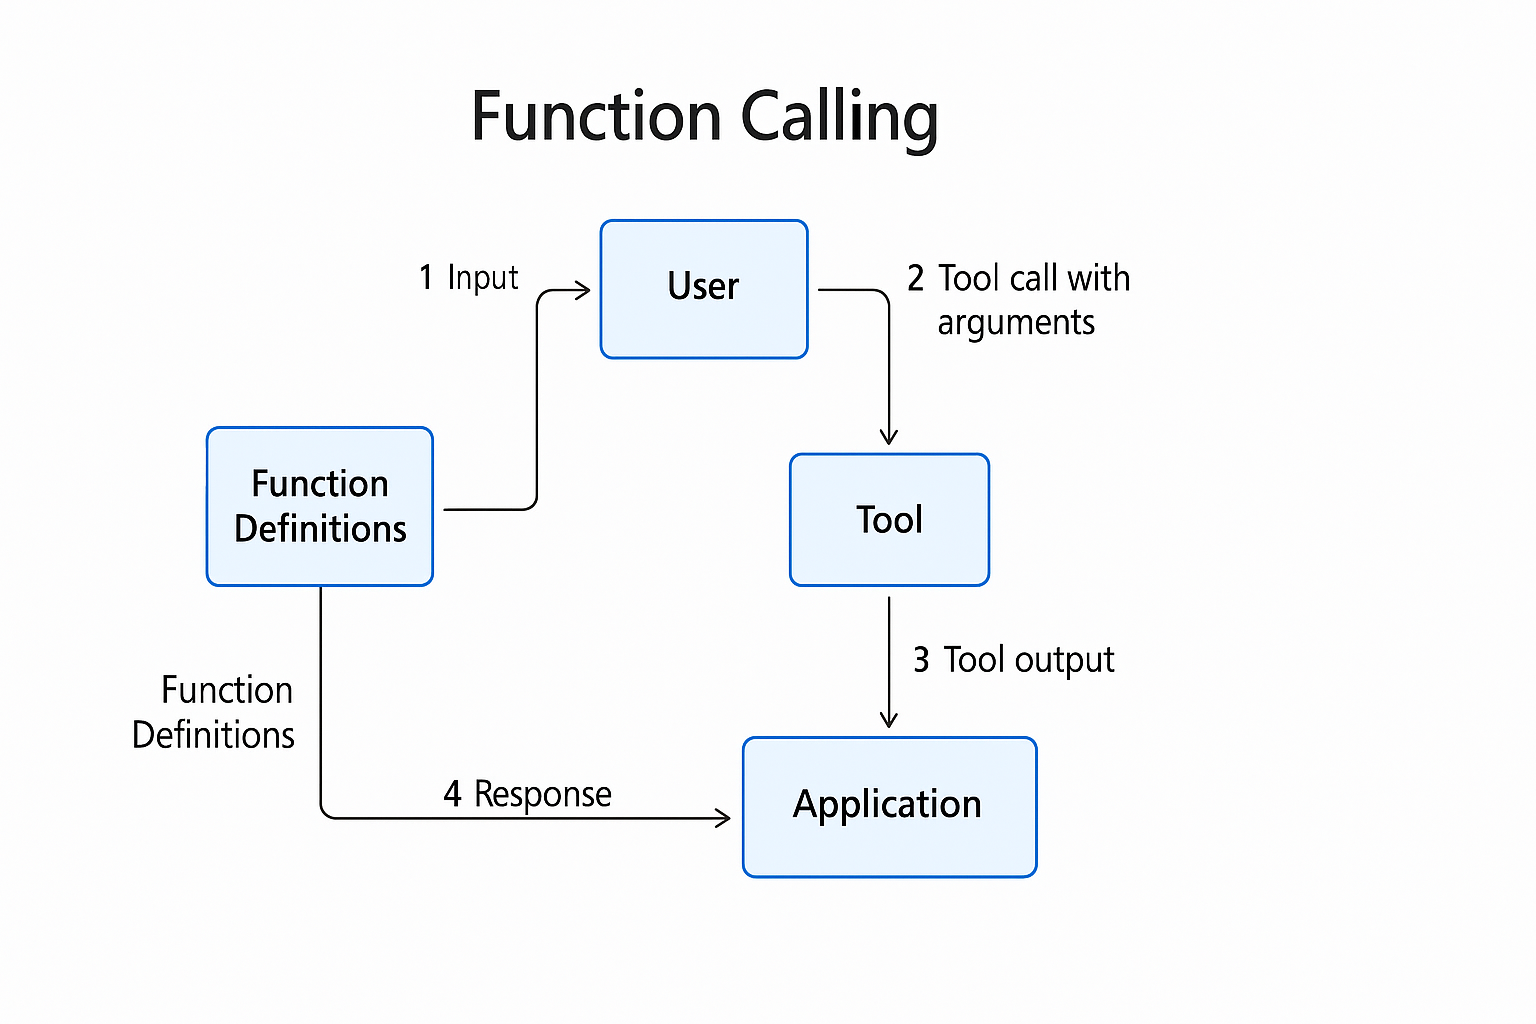 Function Calling
1 Input
User
2 Tool call with
arguments
Function
Definitions
Tool
Function
Definitions
3 Tool output
4 Response
Application